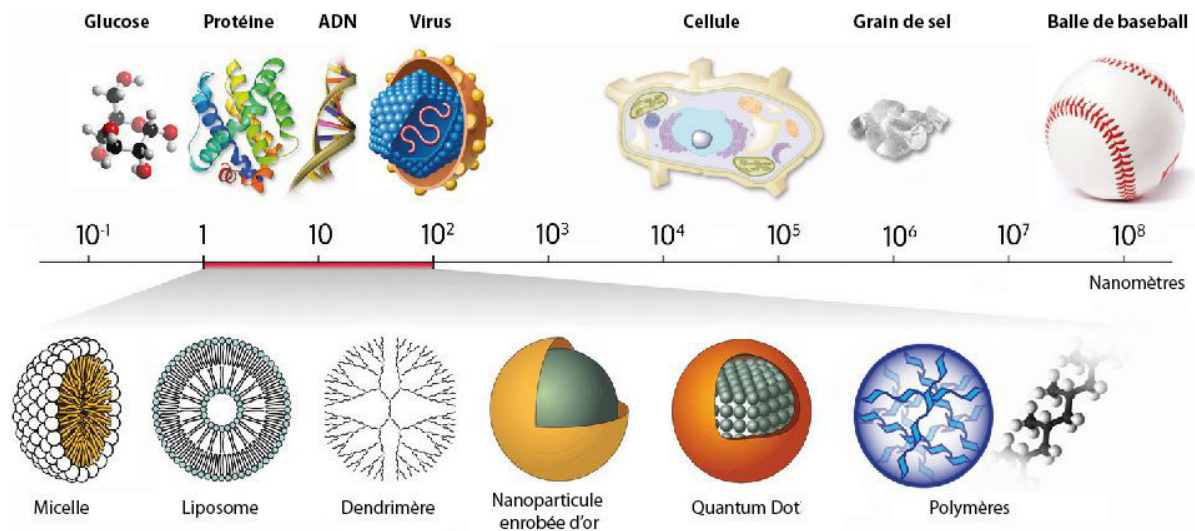 Glucose Protéine ADN Virus Cellule Grain de sel Balle de baseball
10⁻¹ 1 10 10² 10³ 10⁴ 10⁵ 10⁶ 10⁷ 10⁸
Nanomètres
Micelle Liposome Dendrimère Nanoparticule Quantum Dot Polymères
enrobée d'or